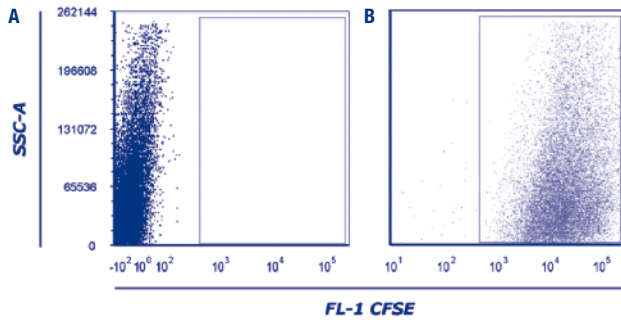 A
B
262144
196608
131072
65536
0
SSC-A
-10² 10⁰ 10² 10³ 10⁴ 10⁵
10¹ 10² 10³ 10⁴ 10⁵
FL-1 CFSE